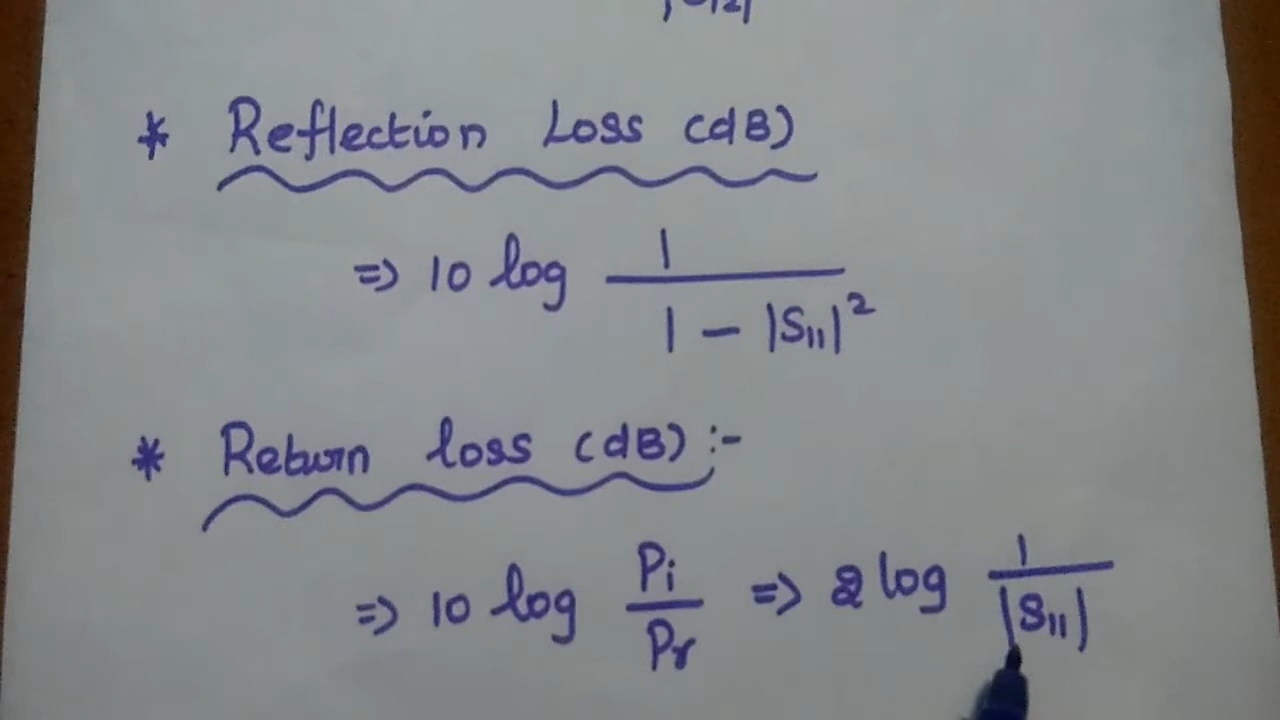 * Reflection Loss (dB)
=> 10 log 1 / 1 - |S₁₁|²
* Return loss (dB) :-
=> 10 log Pi / Pr => 2 log 1 / |S₁₁|